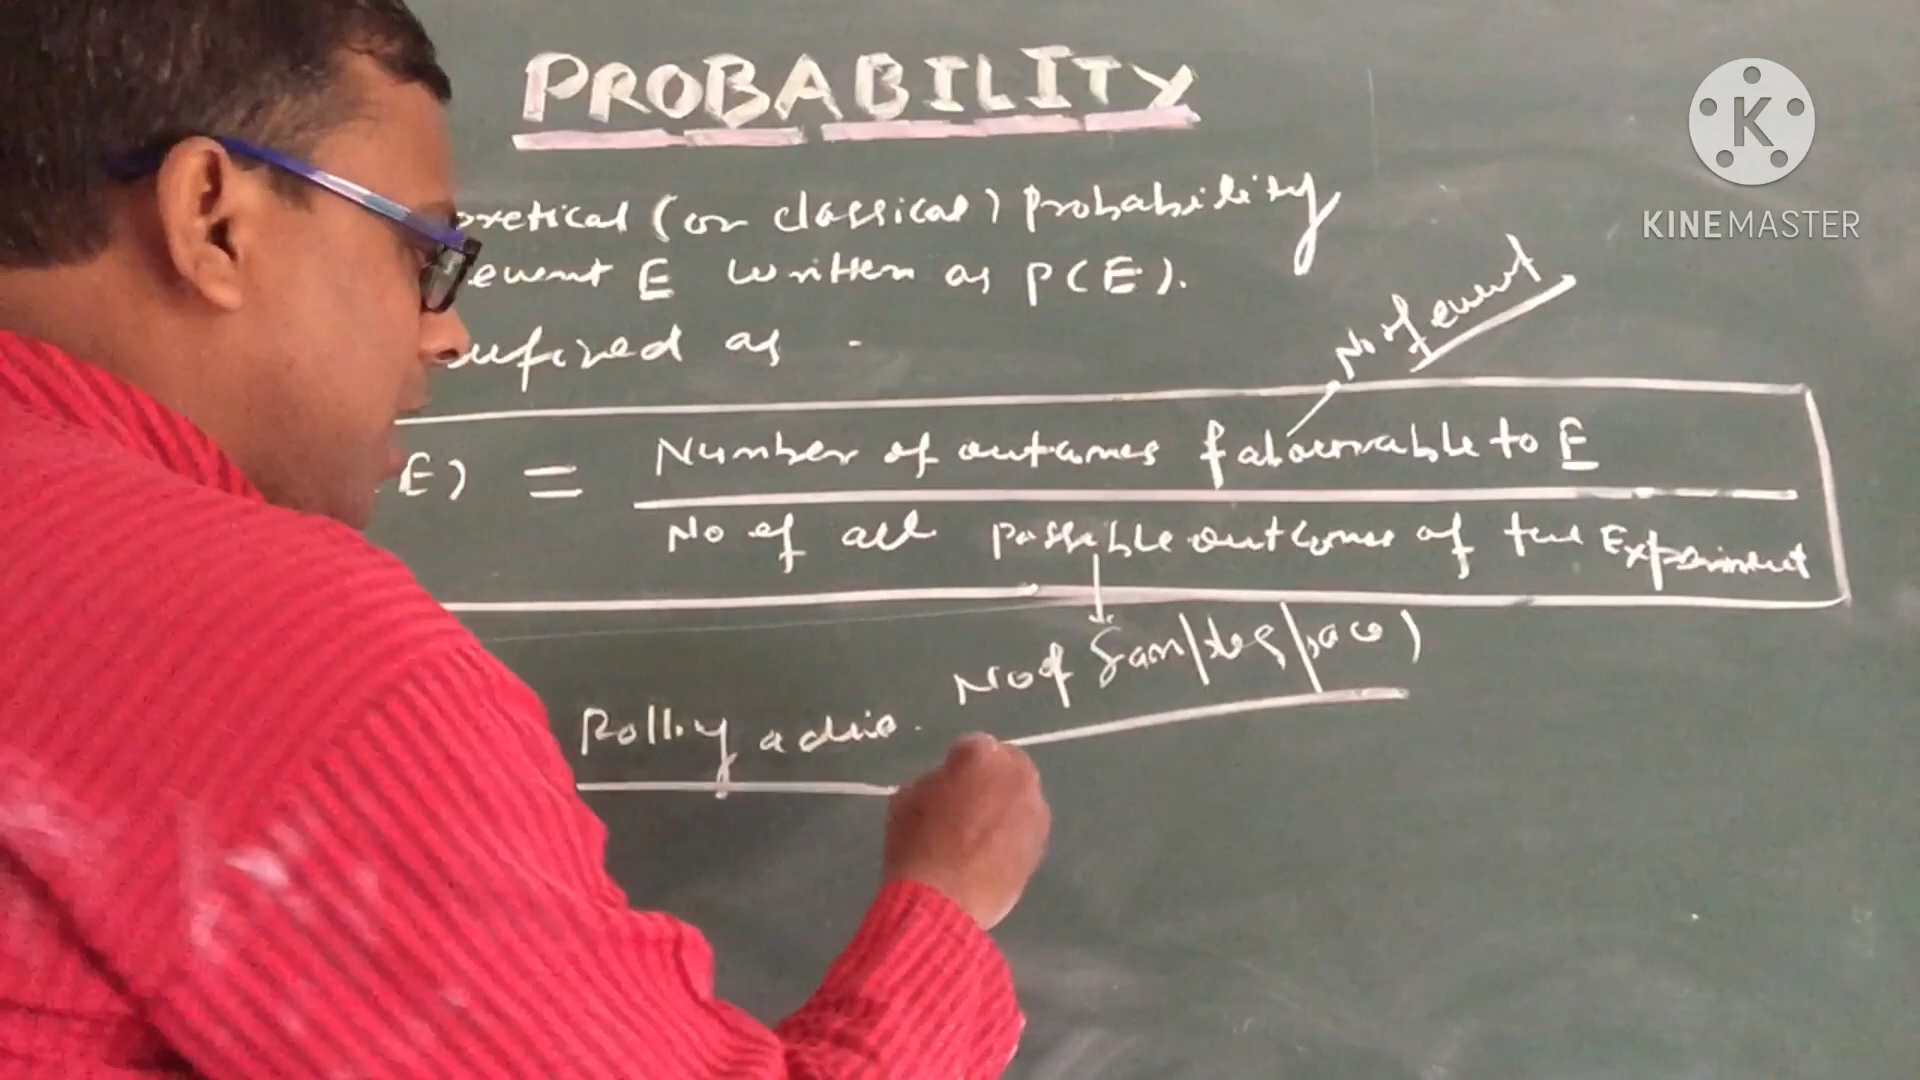 PROBABILITY
K
KINEMASTER
oretical (or classical) probability
event E written as P(E).
defined as
No of event
E) = Number of outcomes favourable to E
No of all possible outcomes of the Experiment
No of Sample space)
Rolling a die.